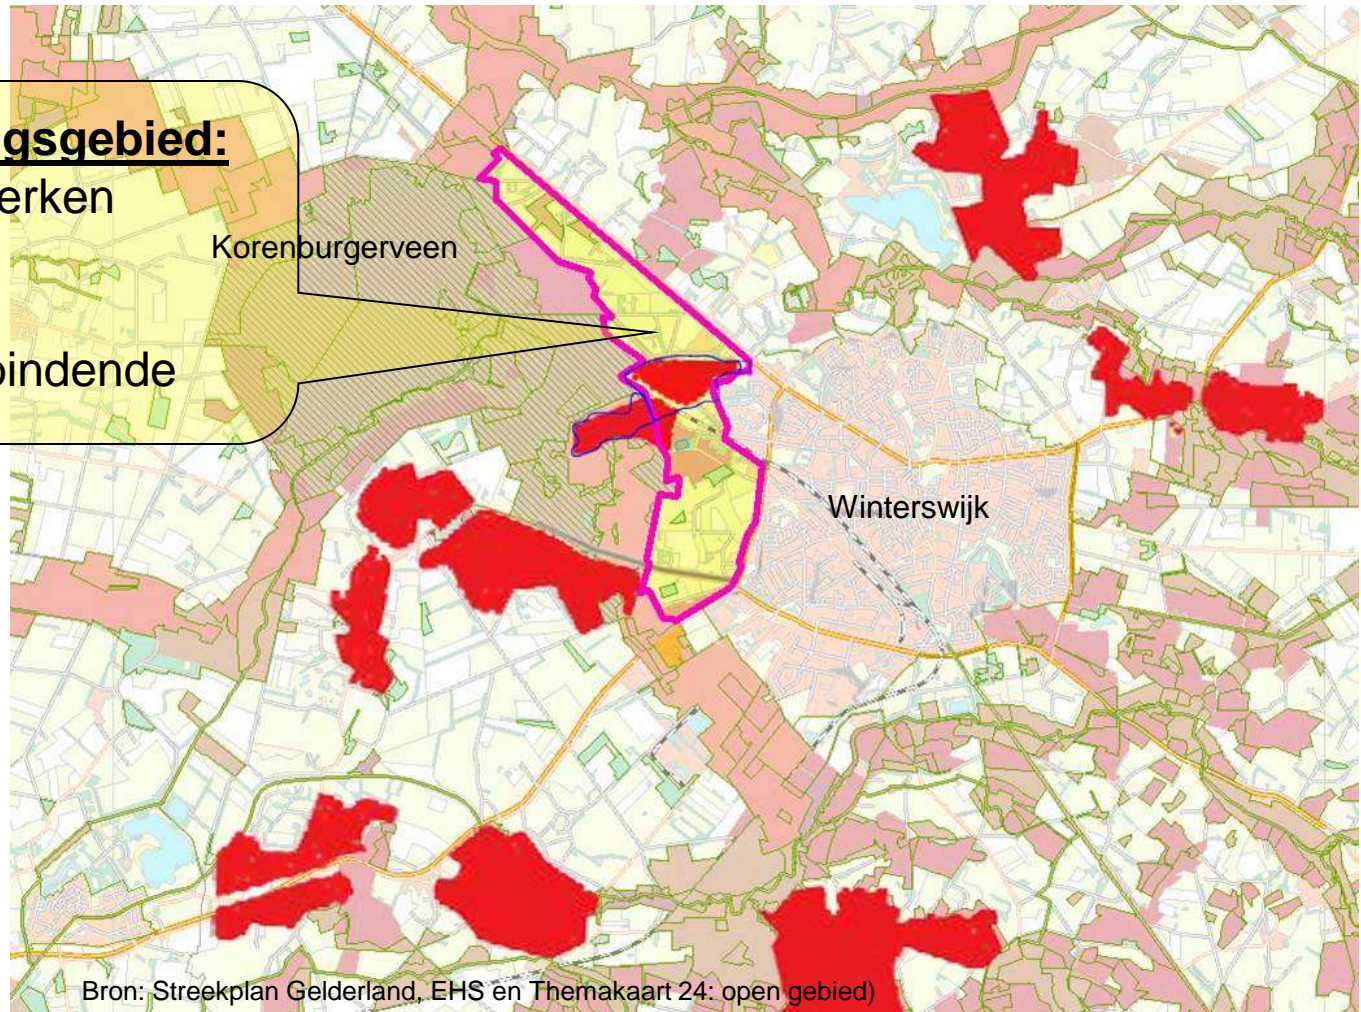 gsgebied:
erken
Korenburgerveen
bindende
Winterswijk
Bron: Streekplan Gelderland, EHS en Themakaart 24: open gebied)